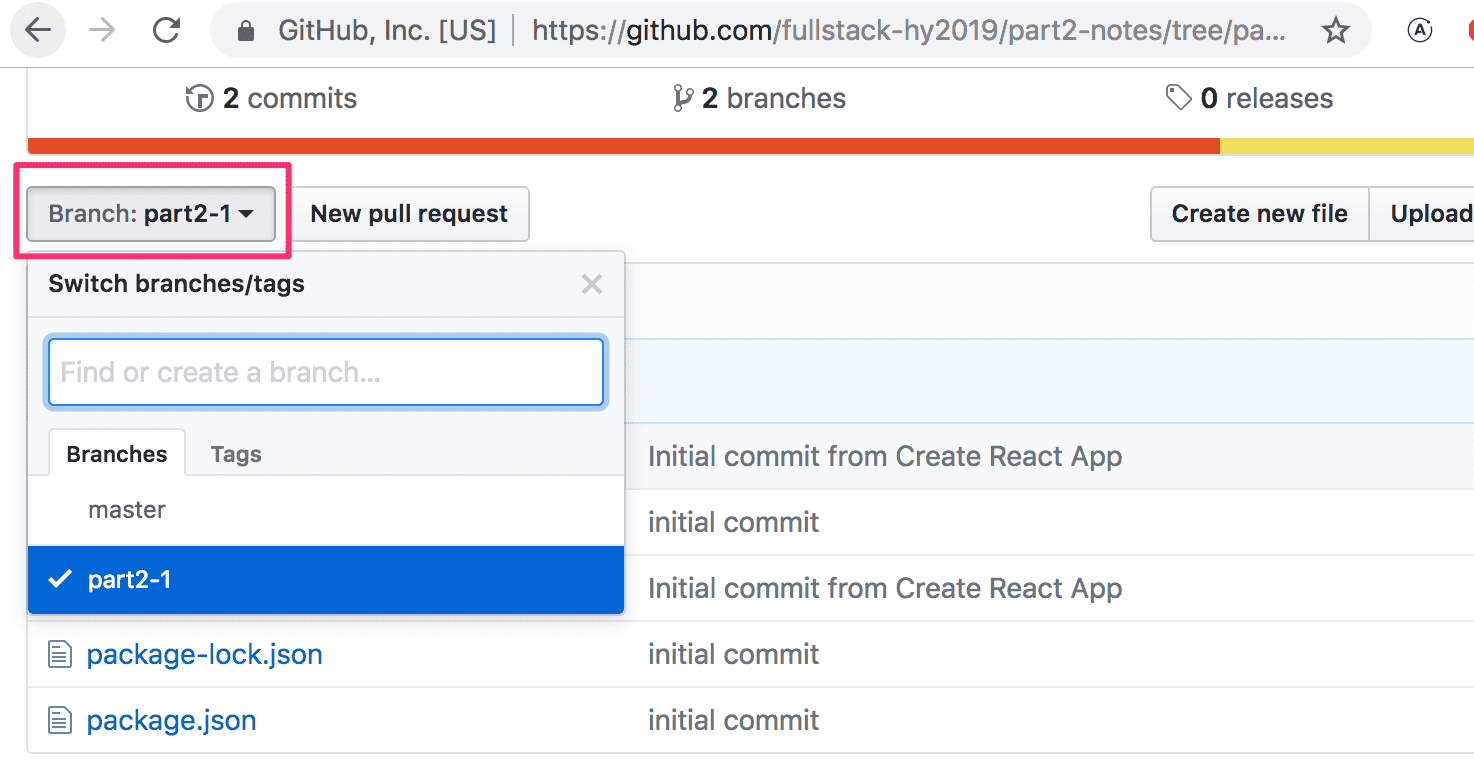 GitHub, Inc. [US] | https://github.com/fullstack-hy2019/part2-notes/tree/pa...
A
2 commits
2 branches
0 releases
Branch: part2-1
New pull request
Create new file
Upload
Switch branches/tags
Find or create a branch...
Branches
Tags
Initial commit from Create React App
master
initial commit
part2-1
Initial commit from Create React App
package-lock.json
initial commit
package.json
initial commit